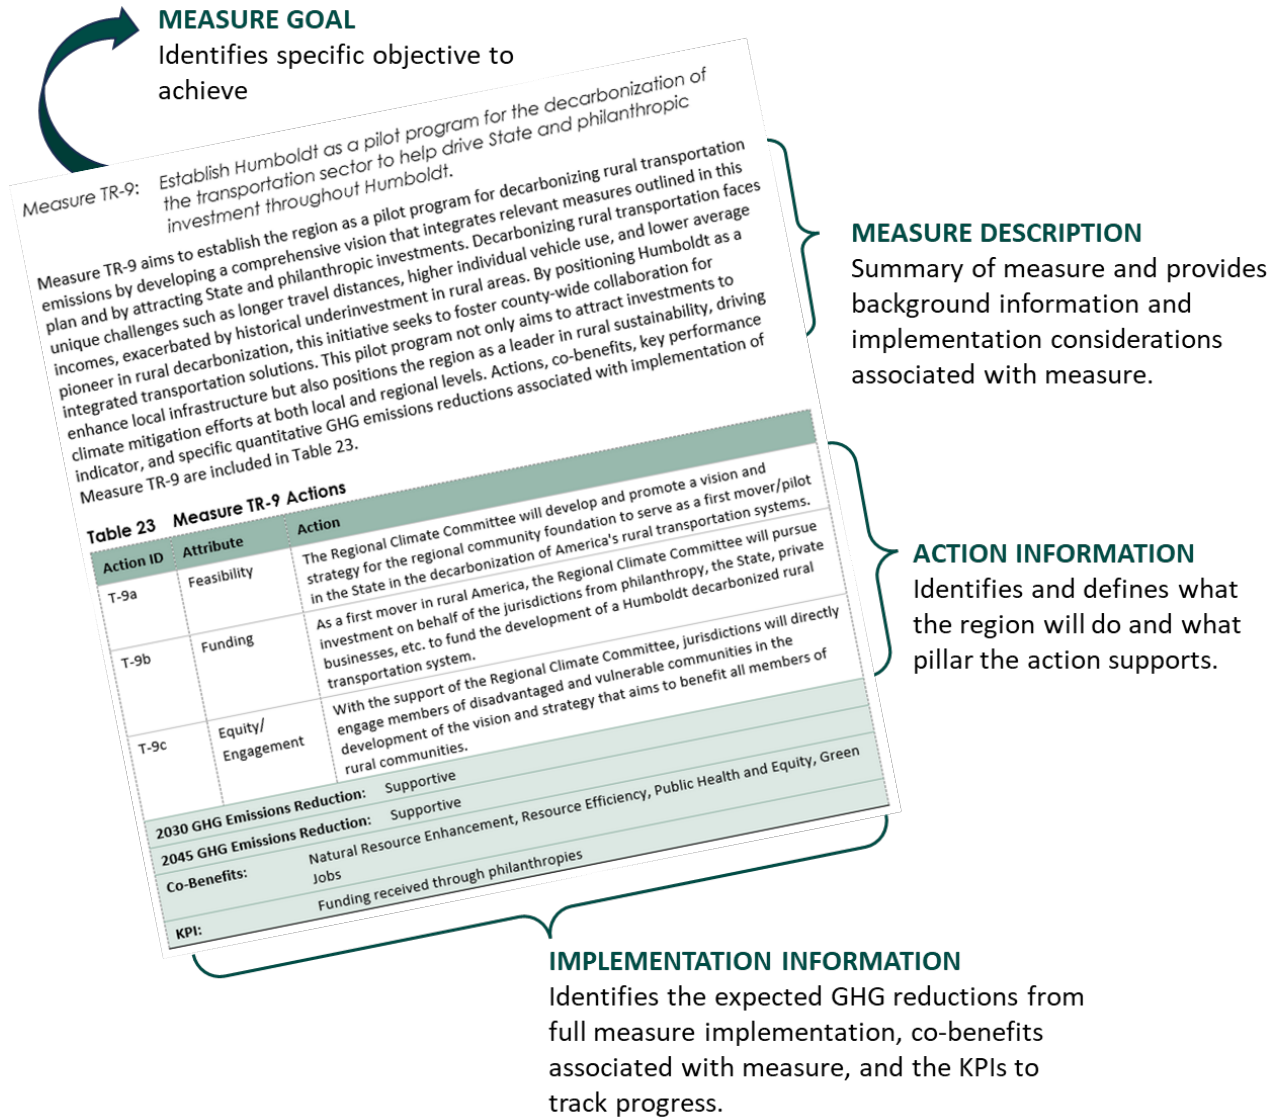 MEASURE GOAL
Identifies specific objective to
achieve
Measure TR-9: Establish Humboldt as a pilot program for the decarbonization of
the transportation sector to help drive State and philanthropic
investment throughout Humboldt.
Measure TR-9 aims to establish the region as a pilot program for decarbonizing rural transportation
emissions by developing a comprehensive vision that integrates relevant measures outlined in this
plan and by attracting State and philanthropic investments. Decarbonizing rural transportation faces
unique challenges such as longer travel distances, higher individual vehicle use, and lower average
incomes, exacerbated by historical underinvestment in rural areas. By positioning Humboldt as a
pioneer in rural decarbonization, this initiative seeks to foster county-wide collaboration for
integrated transportation solutions. This pilot program not only aims to attract investments to
enhance local infrastructure but also positions the region as a leader in rural sustainability, driving
climate mitigation efforts at both local and regional levels. Actions, co-benefits, key performance
indicator, and specific quantitative GHG emissions reductions associated with implementation of
Measure TR-9 are included in Table 23.
MEASURE DESCRIPTION
Summary of measure and provides
background information and
implementation considerations
associated with measure.
Table 23 Measure TR-9 Actions
Action ID Attribute Action
T-9a Feasibility The Regional Climate Committee will develop and promote a vision and
strategy for the regional community foundation to serve as a first mover/pilot
in the State in the decarbonization of America's rural transportation systems.
T-9b Funding As a first mover in rural America, the Regional Climate Committee will pursue
investment on behalf of the jurisdictions from philanthropy, the State, private
businesses, etc. to fund the development of a Humboldt decarbonized rural
transportation system.
T-9c Equity/
Engagement With the support of the Regional Climate Committee, jurisdictions will directly
engage members of disadvantaged and vulnerable communities in the
development of the vision and strategy that aims to benefit all members of
rural communities.
2030 GHG Emissions Reduction: Supportive
2045 GHG Emissions Reduction: Supportive
Co-Benefits: Natural Resource Enhancement, Resource Efficiency, Public Health and Equity, Green
Jobs
KPI: Funding received through philanthropies
ACTION INFORMATION
Identifies and defines what
the region will do and what
pillar the action supports.
IMPLEMENTATION INFORMATION
Identifies the expected GHG reductions from
full measure implementation, co-benefits
associated with measure, and the KPIs to
track progress.